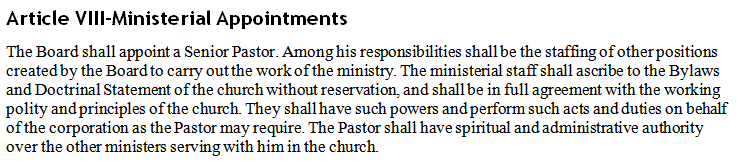 Article VIII-Ministerial Appointments
The Board shall appoint a Senior Pastor. Among his responsibilities shall be the staffing of other positions
created by the Board to carry out the work of the ministry. The ministerial staff shall ascribe to the Bylaws
and Doctrinal Statement of the church without reservation, and shall be in full agreement with the working
polity and principles of the church. They shall have such powers and perform such acts and duties on behalf
of the corporation as the Pastor may require. The Pastor shall have spiritual and administrative authority
over the other ministers serving with him in the church.